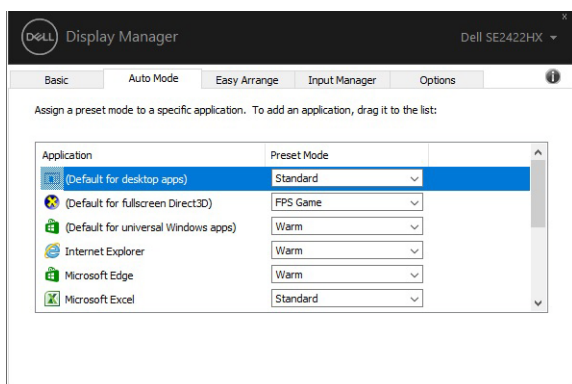 DELL Display Manager Dell SE2422HX
x
Basic Auto Mode Easy Arrange Input Manager Options
Assign a preset mode to a specific application. To add an application, drag it to the list:
Application Preset Mode
(Default for desktop apps) Standard
(Default for fullscreen Direct3D) FPS Game
(Default for universal Windows apps) Warm
Internet Explorer Warm
Microsoft Edge Warm
Microsoft Excel Standard